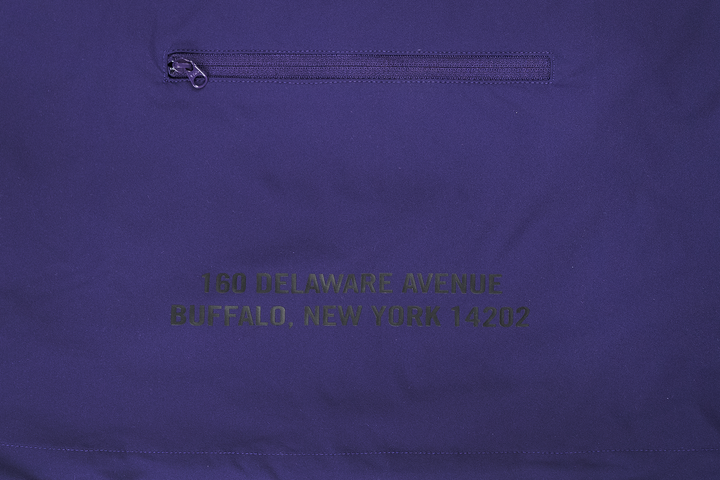 160 DELAWARE AVENUE
BUFFALO, NEW YORK 14202